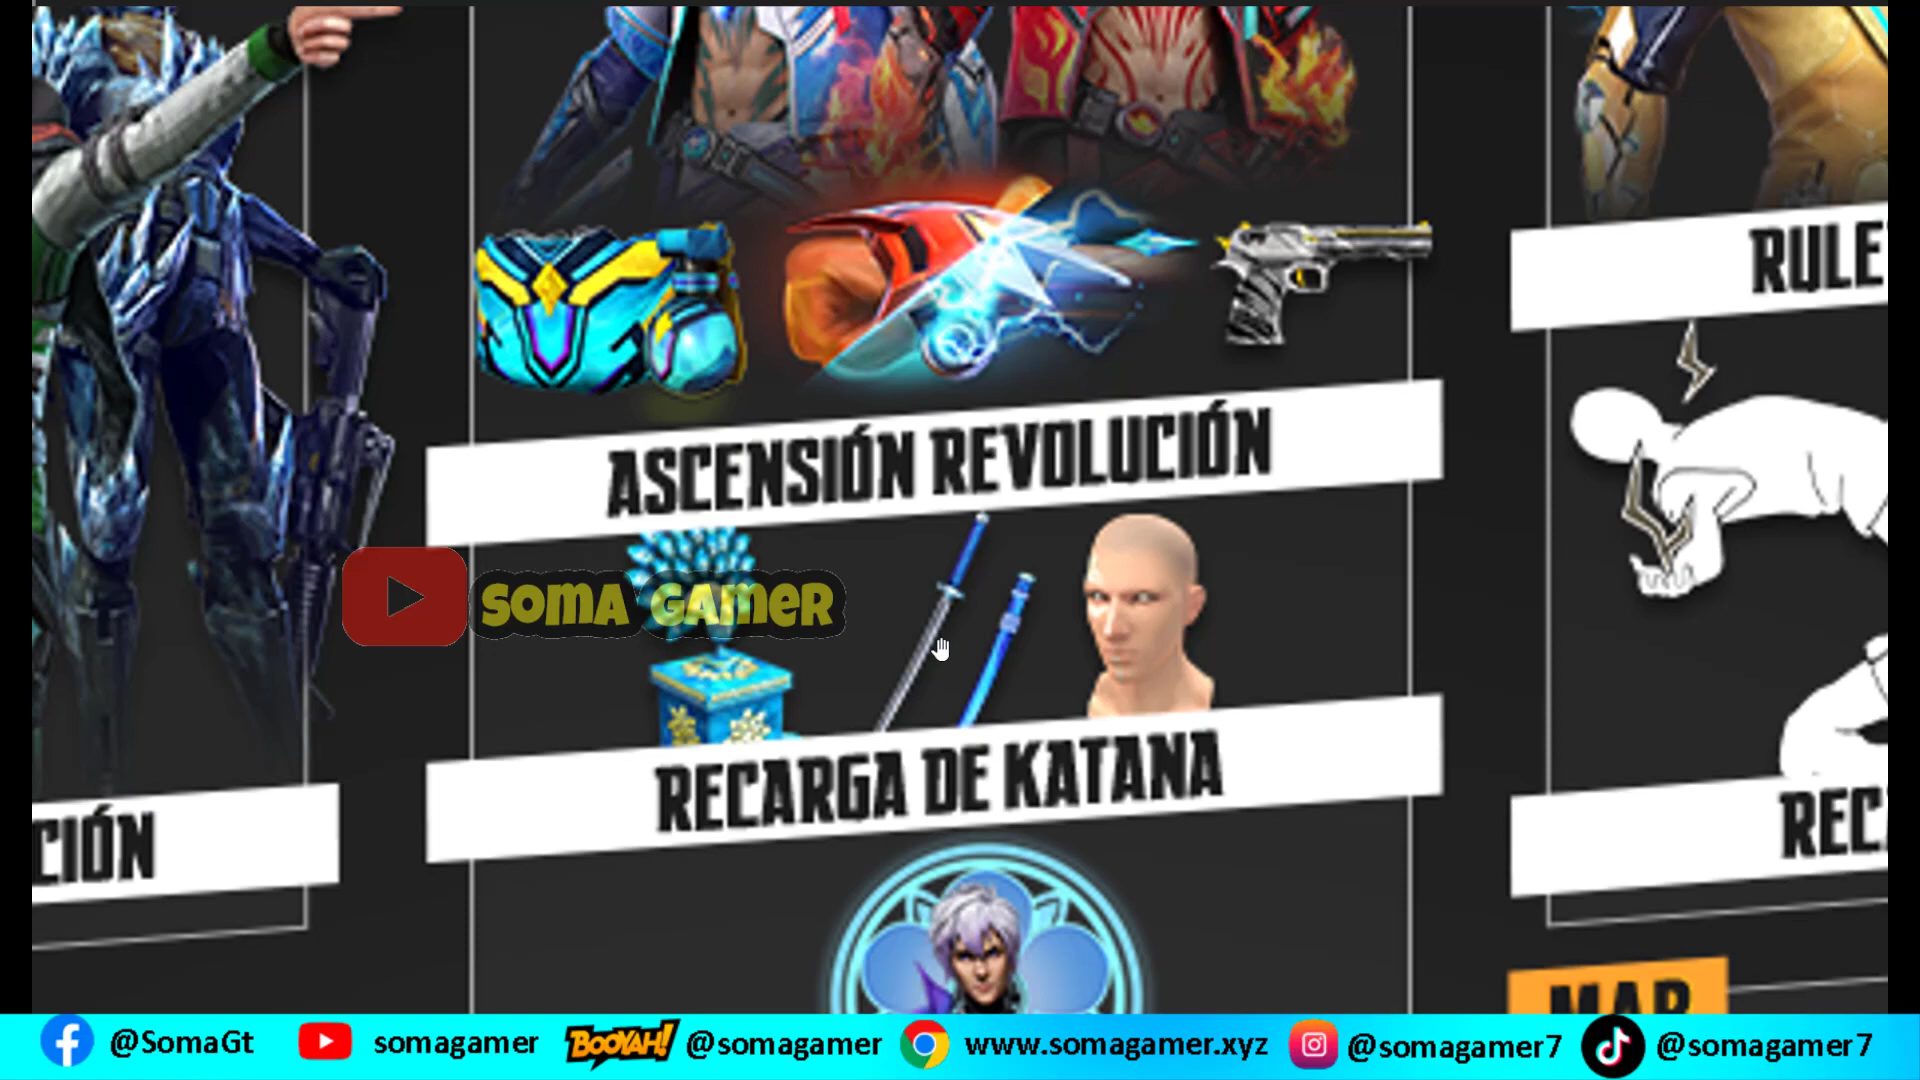 RULE
ASCENSIÓN REVOLUCIÓN
SOMA GAMER
RECARGA DE KATANA
CIÓN
REC
MAR
@SomaGt somagamer BOOYAH! @somagamer www.somagamer.xyz @somagamer7 @somagamer7